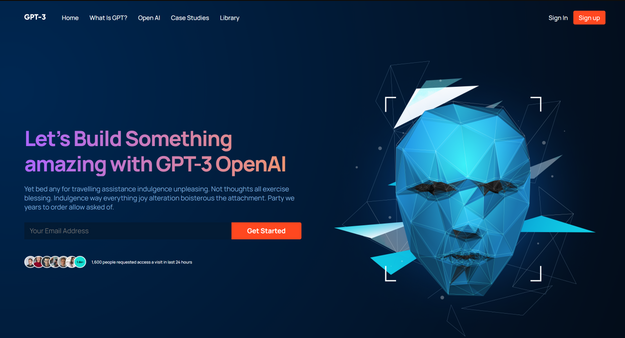 GPT-3 Home What is GPT? Open AI Case Studies Library Sign in Sign up
Let's Build Something
amazing with GPT-3 OpenAI
Yet bed any for travelling assistance indulgence unpleasing. Not thoughts all exercise
blessing. Indulgence way everything joy alteration boisterous the attachment. Party we
years to order allow asked of.
Your Email Address Get Started
1,600 people requested access a visit in last 24 hours